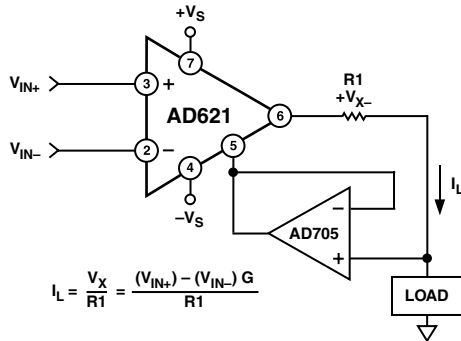 +VS
7
VIN+
3
+
AD621
R1
+VX–
6
5
VIN–
2
–
4
–VS
IL
–
AD705
+
LOAD
IL = VX / R1 = (VIN+) – (VIN–) G / R1